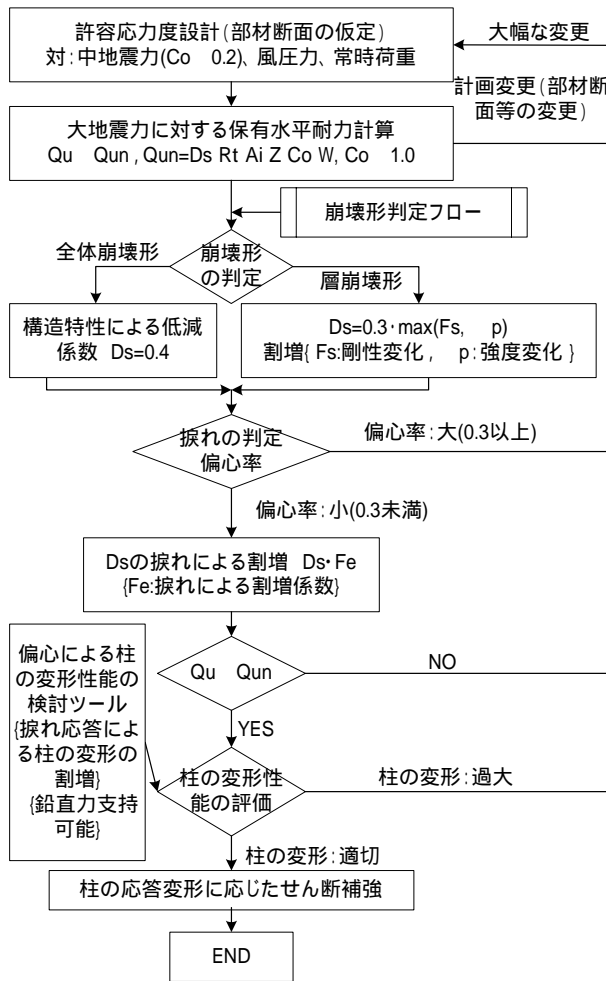 許容応力度設計(部材断面の仮定)
対:中地震力(Co 0.2)、風圧力、常時荷重
大幅な変更
計画変更(部材断
面等の変更)
大地震力に対する保有水平耐力計算
Qu Qun , Qun=Ds Rt Ai Z Co W, Co 1.0
崩壊形判定フロー
崩壊形
の判定
全体崩壊形
層崩壊形
構造特性による低減
係数 Ds=0.4
Ds=0.3・max(Fs, p)
割増{ Fs:剛性変化 , p:強度変化 }
捩れの判定
偏心率
偏心率:大(0.3以上)
偏心率:小(0.3未満)
Dsの捩れによる割増 Ds・Fe
{Fe:捩れによる割増係数}
Qu Qun
NO
YES
偏心による柱
の変形性能の
検討ツール
{捩れ応答によ
る柱の変形の
割増}
{鉛直力支持
可能}
柱の変形性
能の評価
柱の変形:過大
柱の変形:適切
柱の応答変形に応じたせん断補強
END